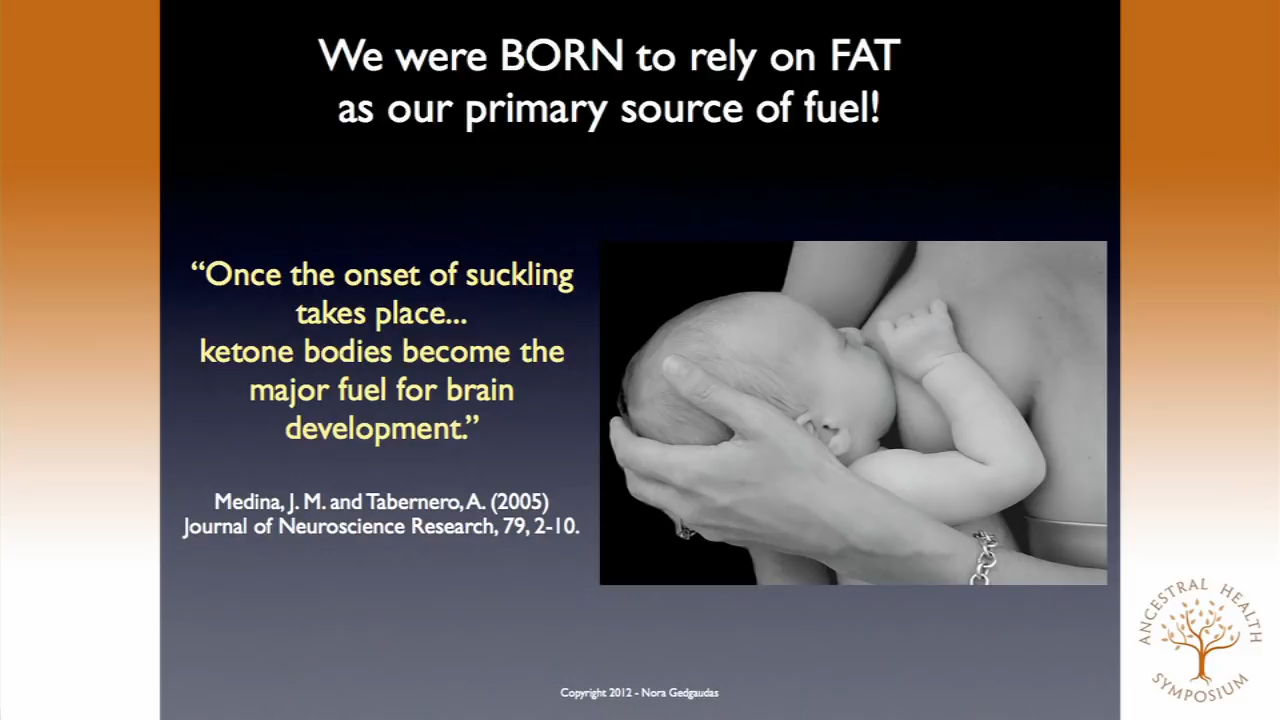 We were BORN to rely on FAT
as our primary source of fuel!
“Once the onset of suckling
takes place...
ketone bodies become the
major fuel for brain
development.”
Medina, J. M. and Tabernero, A. (2005)
Journal of Neuroscience Research, 79, 2-10.
Copyright 2012 - Nora Gedgaudas
ANCESTRAL HEALTH
SYMPOSIUM